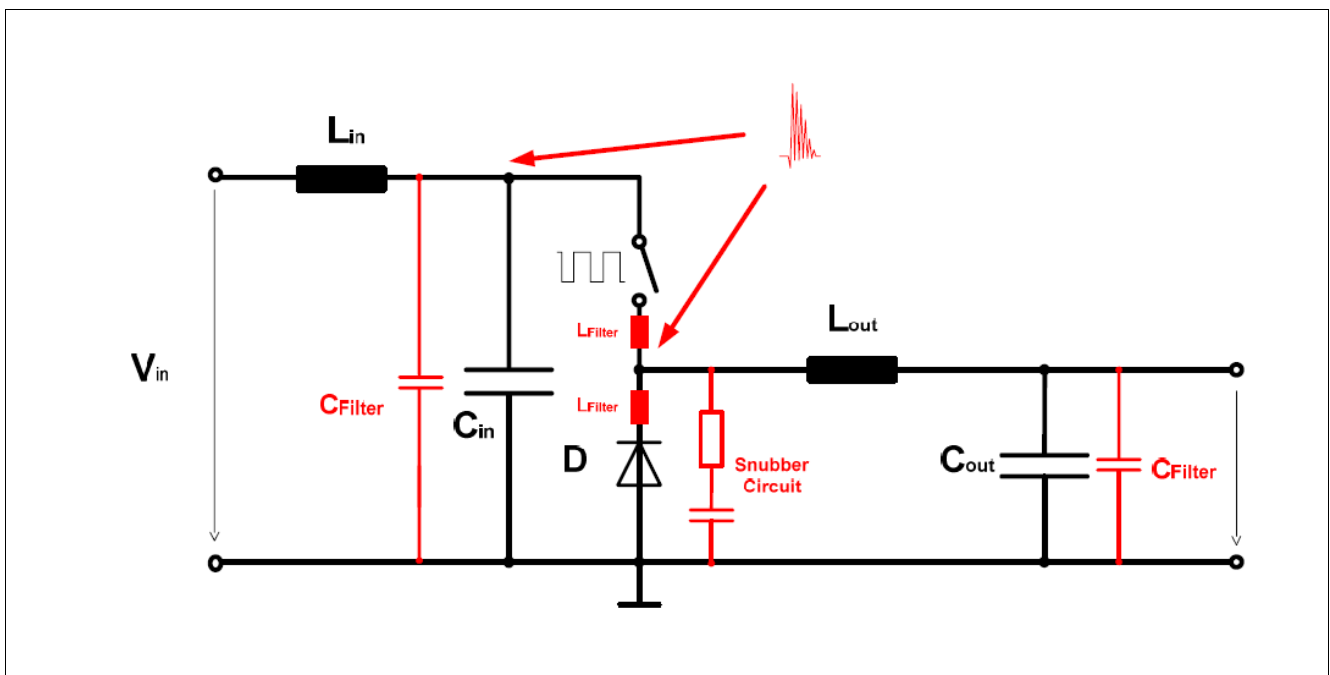 Lin
LFilter
Lout
Vin
CFilter
Cin
LFilter
D
Snubber
Circuit
Cout
CFilter